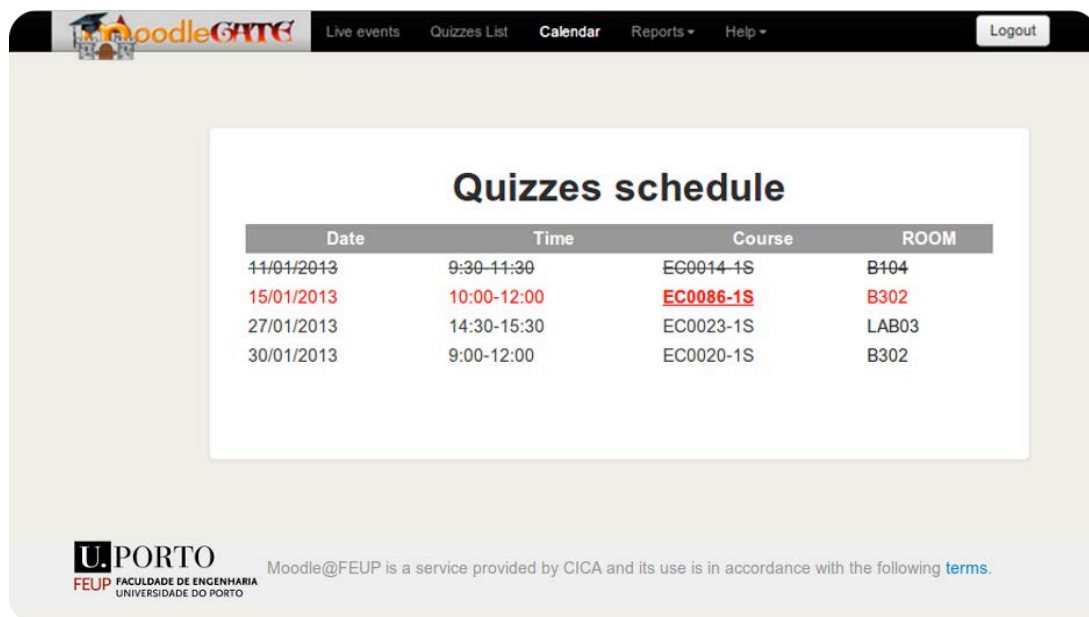 MoodleGATE Live events Quizzes List Calendar Reports Help Logout
Quizzes schedule
Date Time Course ROOM
11/01/2013 9:30-11:30 EC0014-1S B104
15/01/2013 10:00-12:00 EC0086-1S B302
27/01/2013 14:30-15:30 EC0023-1S LAB03
30/01/2013 9:00-12:00 EC0020-1S B302
U. PORTO
FEUP FACULDADE DE ENGENHARIA
UNIVERSIDADE DO PORTO
Moodle@FEUP is a service provided by CICA and its use is in accordance with the following terms.